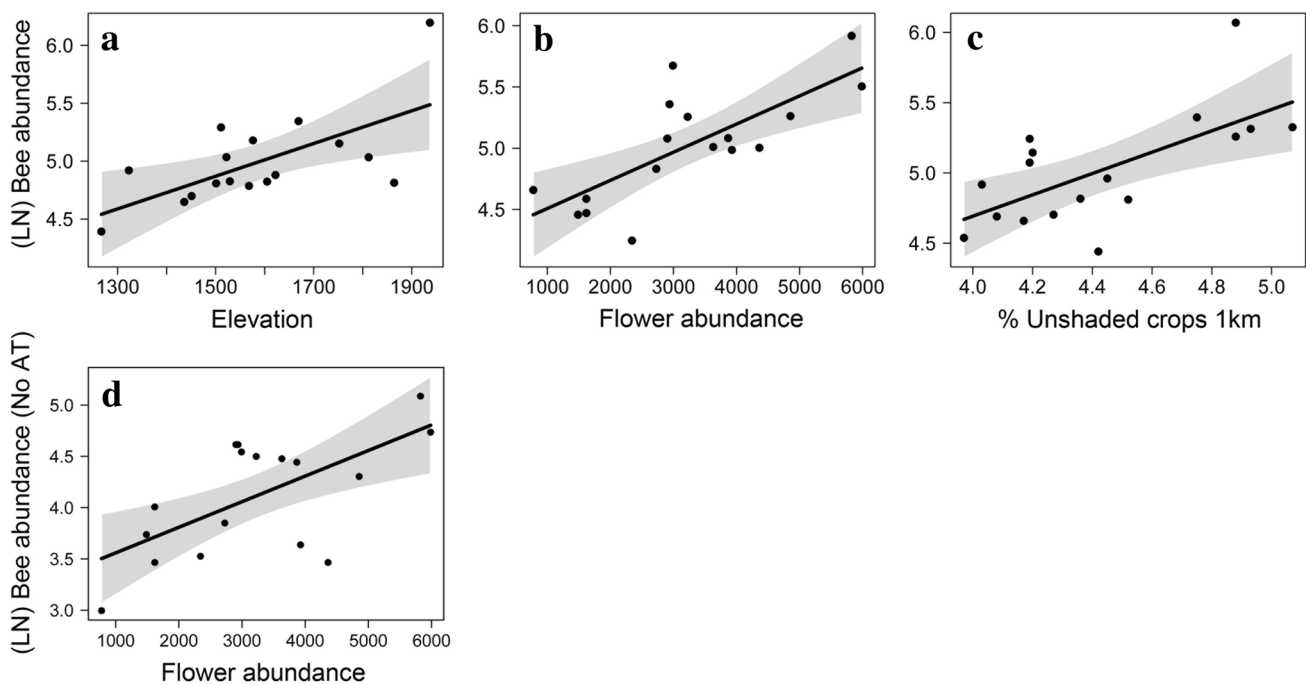 a
(LN) Bee abundance
6.0
5.5
5.0
4.5
1300 1500 1700 1900
Elevation
b
6.0
5.5
5.0
4.5
1000 2000 3000 4000 5000 6000
Flower abundance
c
6.0
5.5
5.0
4.5
4.0 4.2 4.4 4.6 4.8 5.0
% Unshaded crops 1km
d
(LN) Bee abundance (No AT)
5.0
4.5
4.0
3.5
3.0
1000 2000 3000 4000 5000 6000
Flower abundance